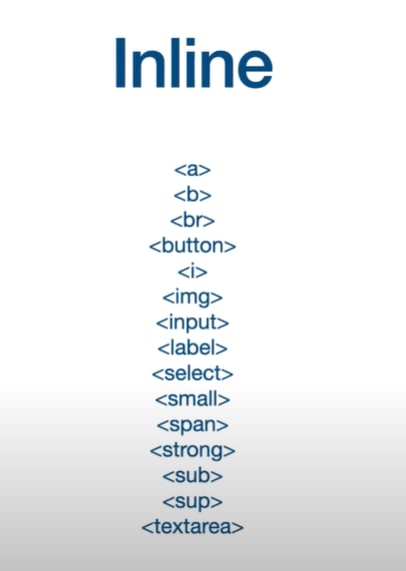 Inline
<a>
<b>
<br>
<button>
<i>
<img>
<input>
<label>
<select>
<small>
<span>
<strong>
<sub>
<sup>
<textarea>